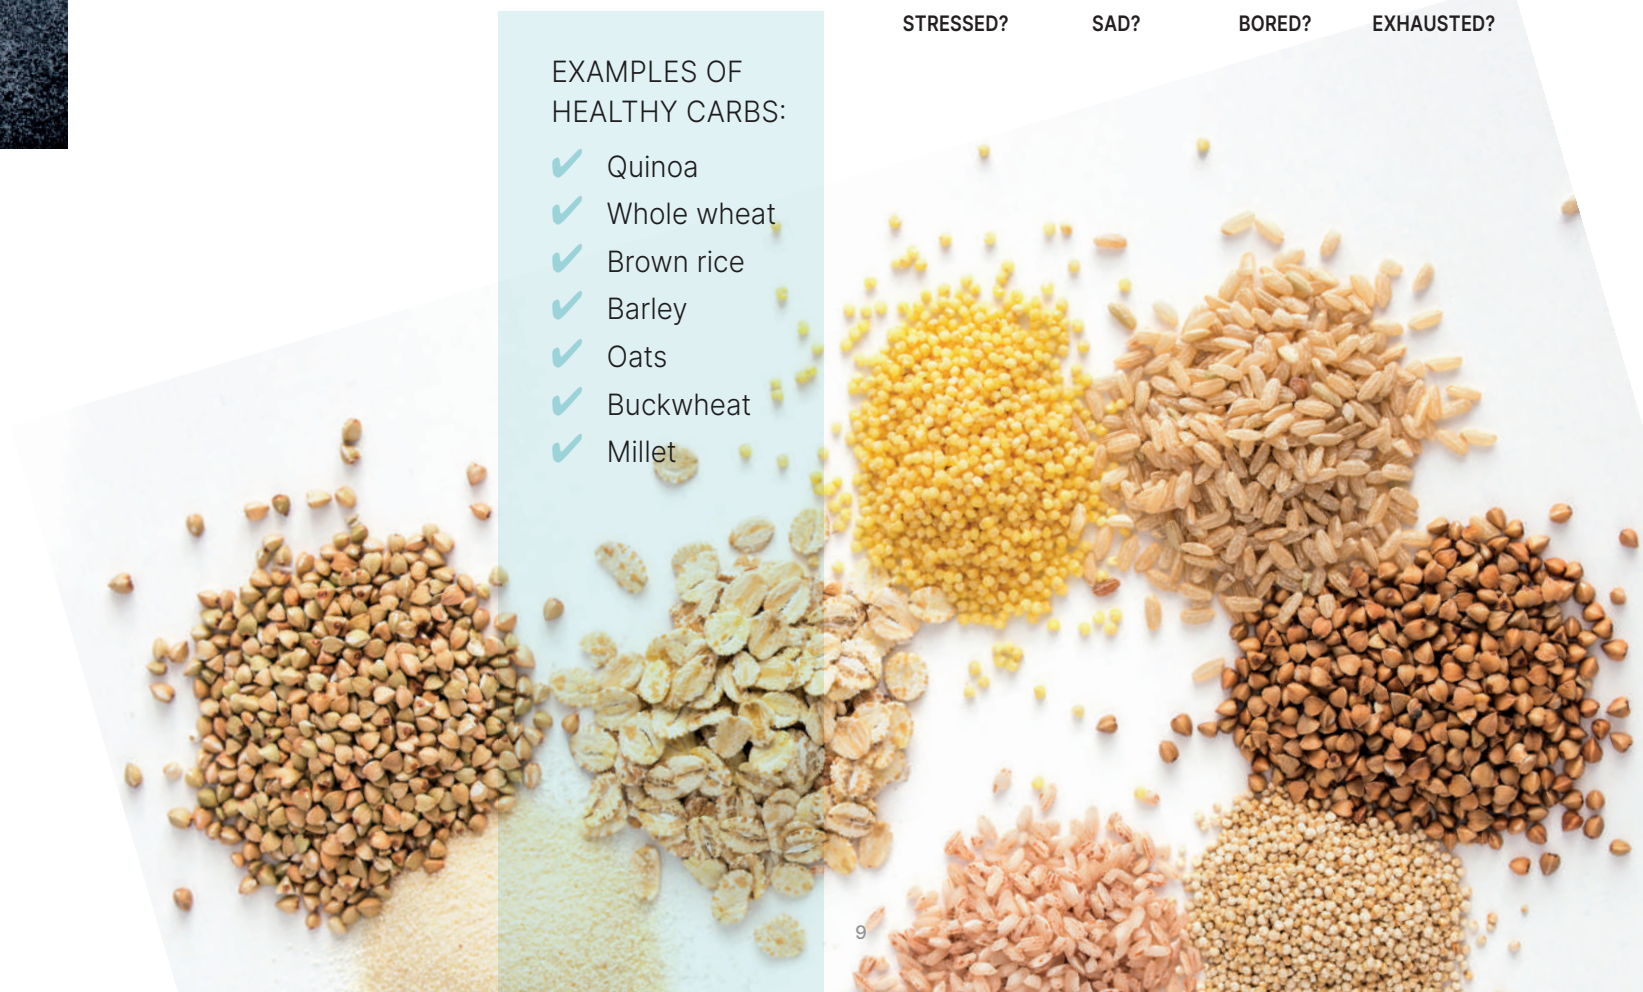 STRESSED? SAD? BORED? EXHAUSTED?
EXAMPLES OF
HEALTHY CARBS:
✔ Quinoa
✔ Whole wheat
✔ Brown rice
✔ Barley
✔ Oats
✔ Buckwheat
✔ Millet
9